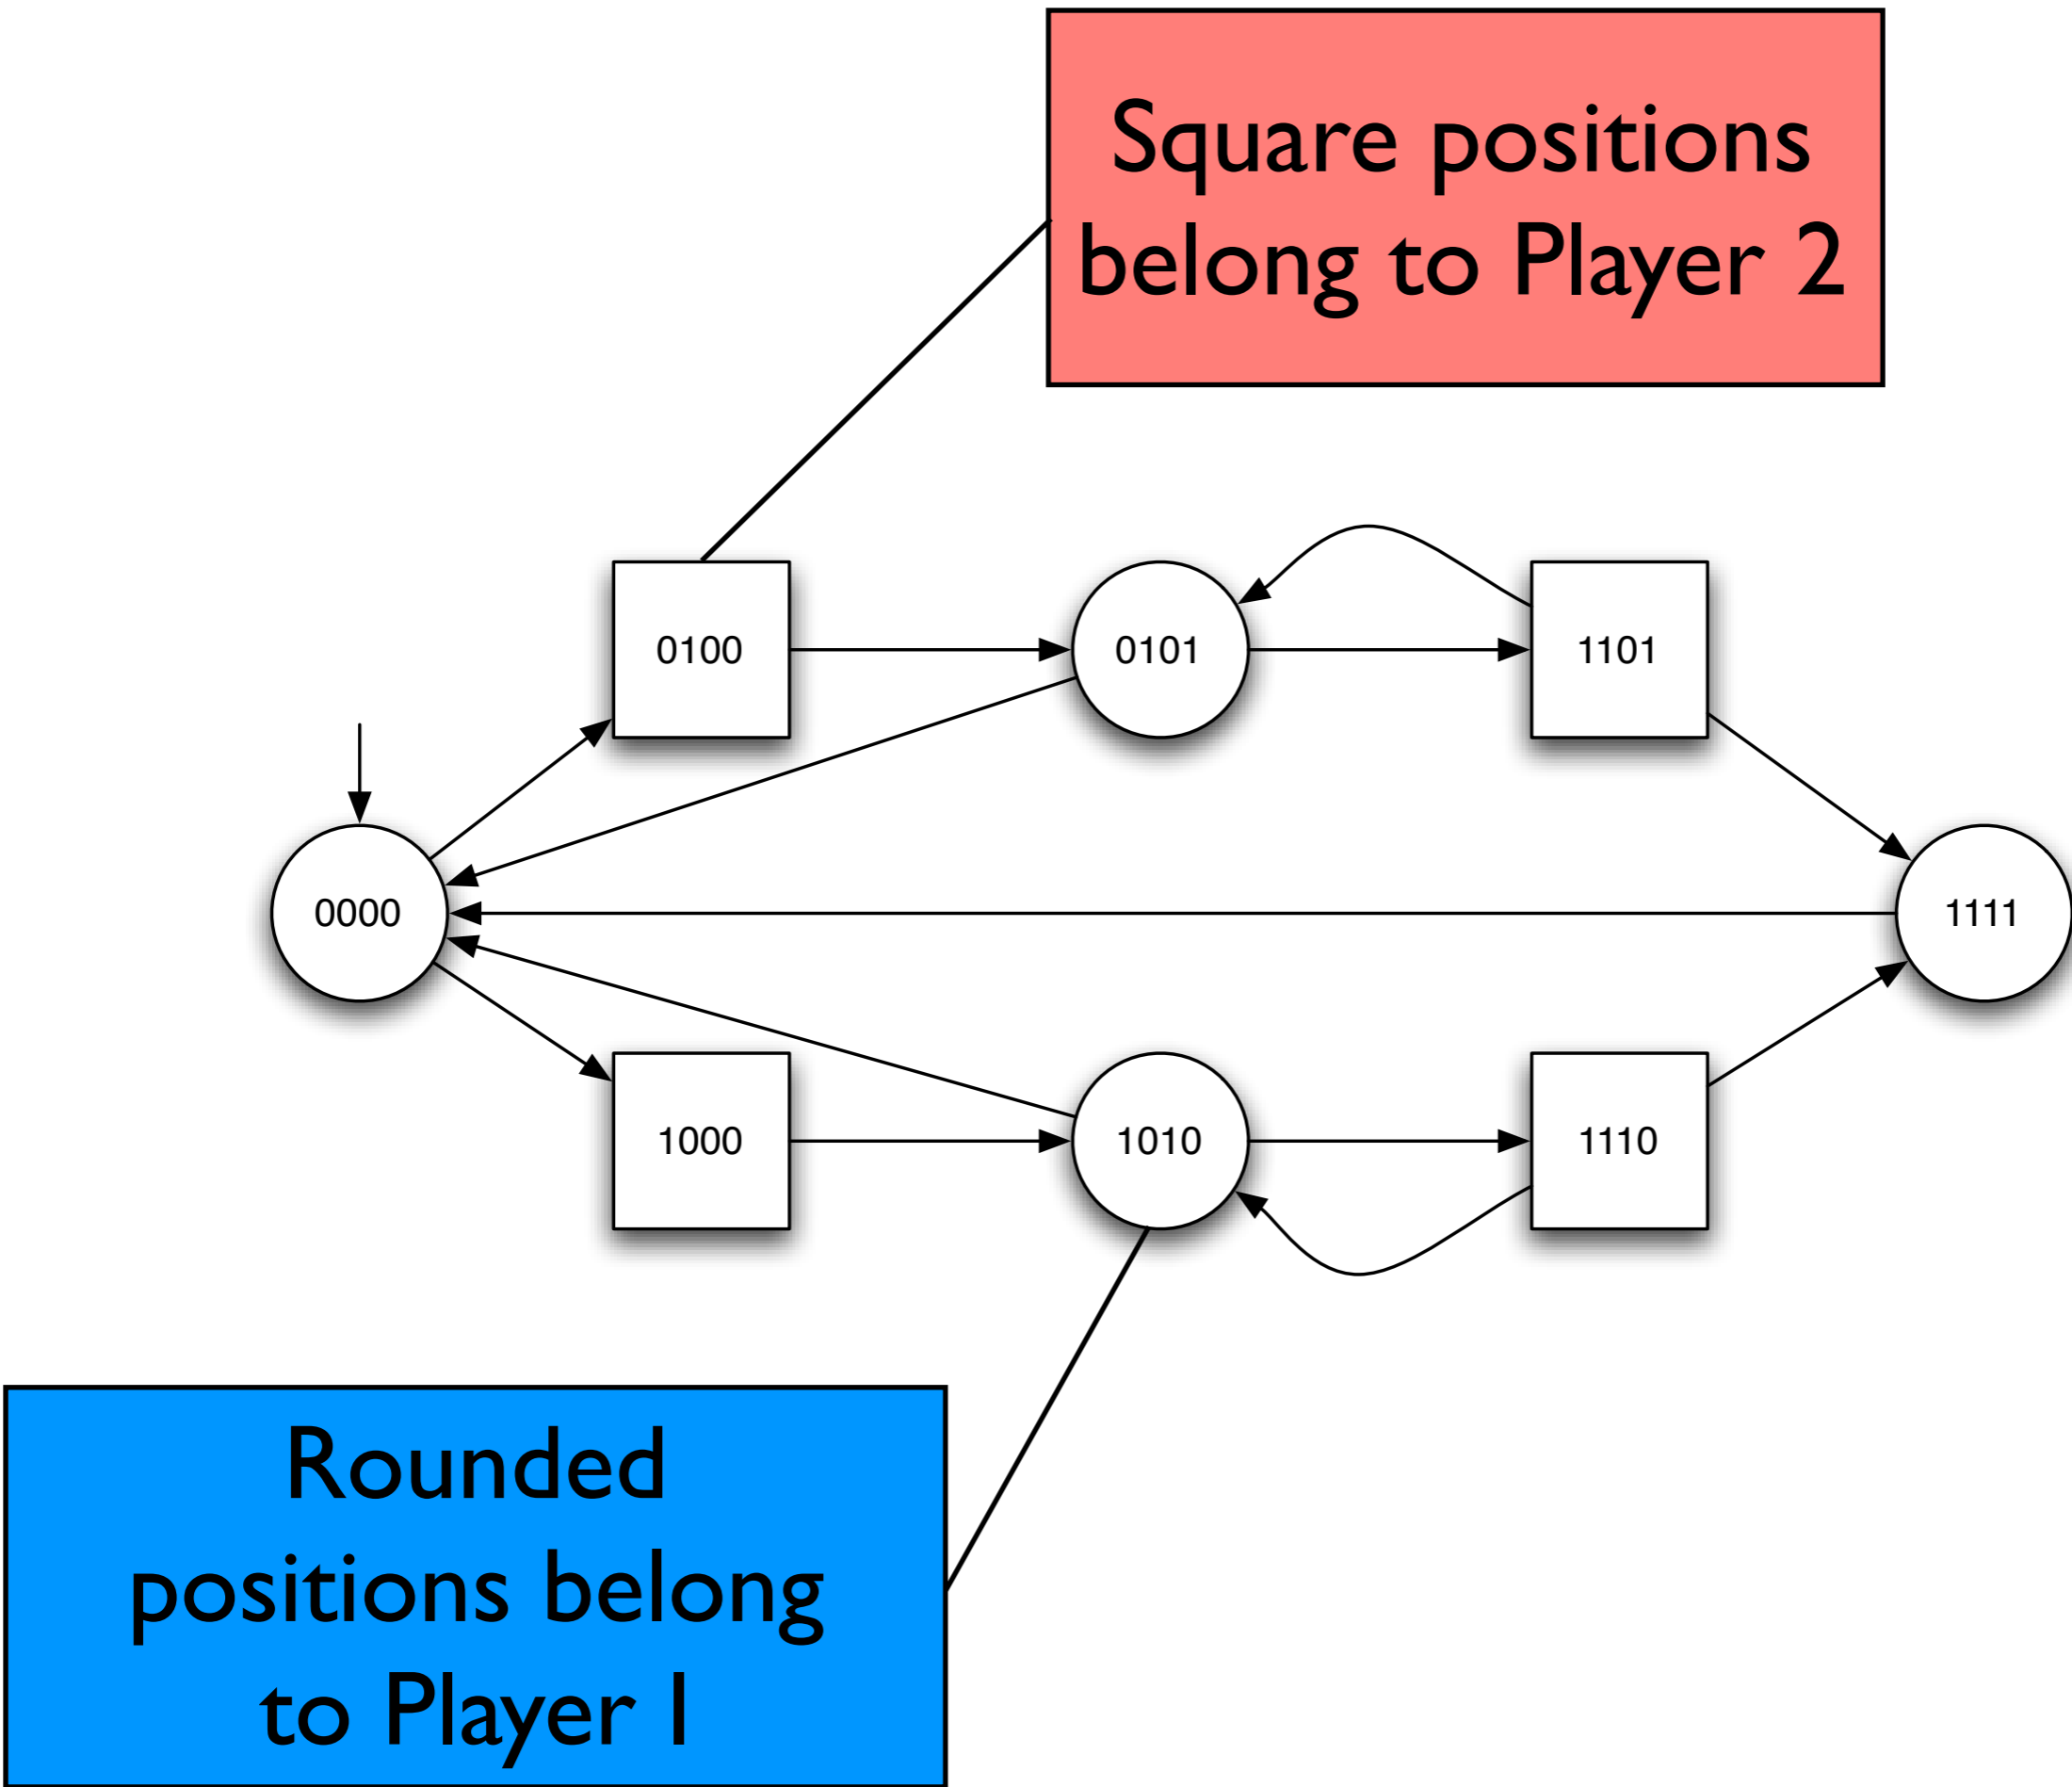 Square positions
belong to Player 2
0100
0101
1101
0000
1111
1000
1010
1110
Rounded
positions belong
to Player I